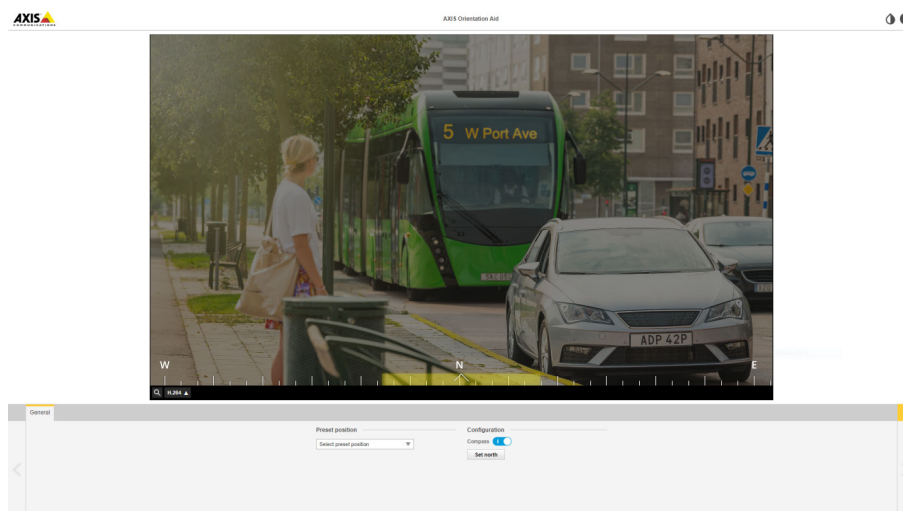 AXIS
COMMUNICATIONS
AXIS Orientation Aid
5 W Port Ave
ADP 42P
W N E
H.264
General
Preset position
Select preset position
Configuration
Compass
Set north